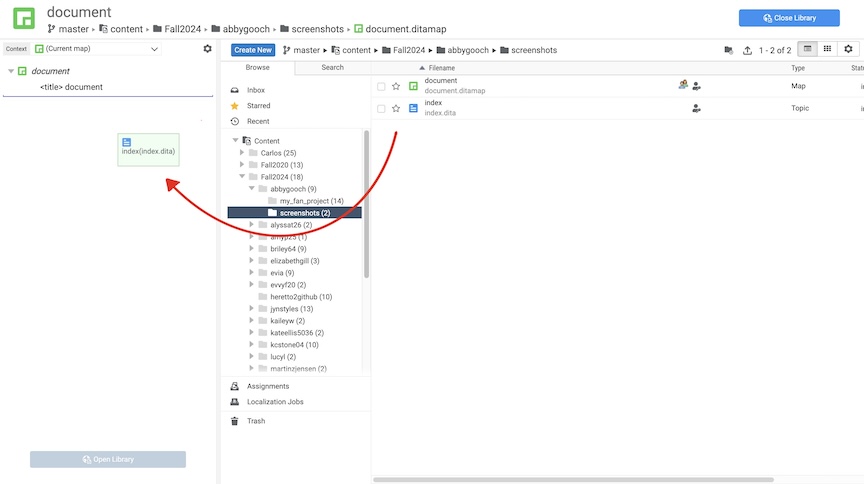 document
master ▸ content ▸ Fall2024 ▸ abbygooch ▸ screenshots ▸ document.ditamap
Close Library
Context (Current map)
document
<title> document
index(index.dita)
Open Library
Create New master ▸ content ▸ Fall2024 ▸ abbygooch ▸ screenshots
1 - 2 of 2
Browse Search
Inbox
Starred
Recent
Content
Carlos (25)
Fall2020 (13)
Fall2024 (18)
abbygooch (9)
my_fan_project (14)
screenshots (2)
alyssat26 (2)
amyp23 (1)
briley64 (9)
elizabethgill (3)
evia (9)
evvyf20 (2)
heretto2github (10)
jynstyles (13)
kaileyw (2)
kateellis5036 (2)
kcstone04 (10)
lucyl (2)
martinzjensen (2)
Assignments
Localization Jobs
Trash
Filename Type Stat
document Map
document.ditamap
index Topic
index.dita